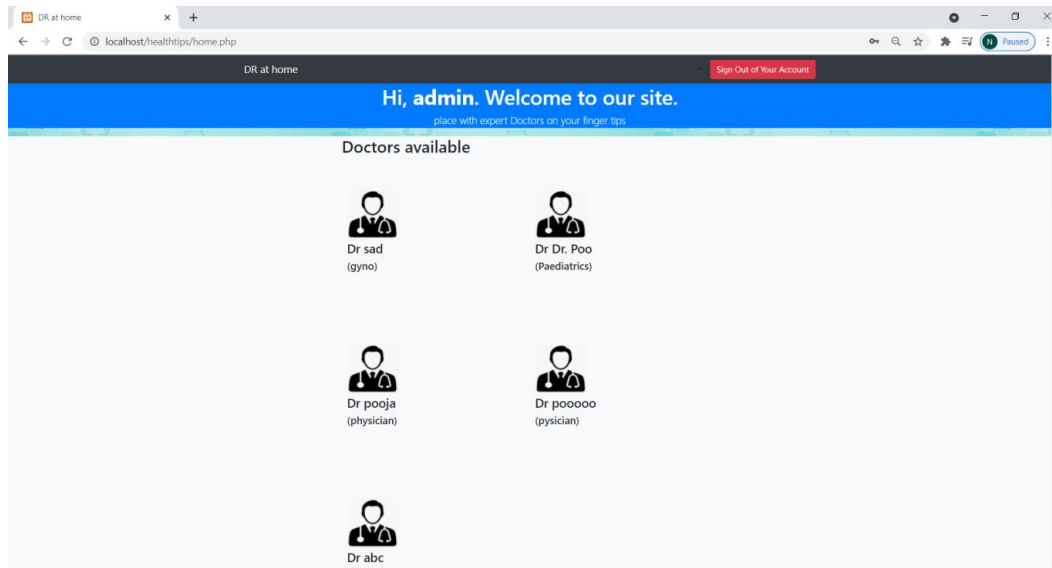 DR at home
localhost/healthtips/home.php
N Paused
DR at home
Sign Out of Your Account
Hi, admin. Welcome to our site.
place with expert Doctors on your finger tips
Doctors available
Dr sad
(gyno)
Dr Dr. Poo
(Paediatrics)
Dr pooja
(physician)
Dr pooooo
(pysician)
Dr abc